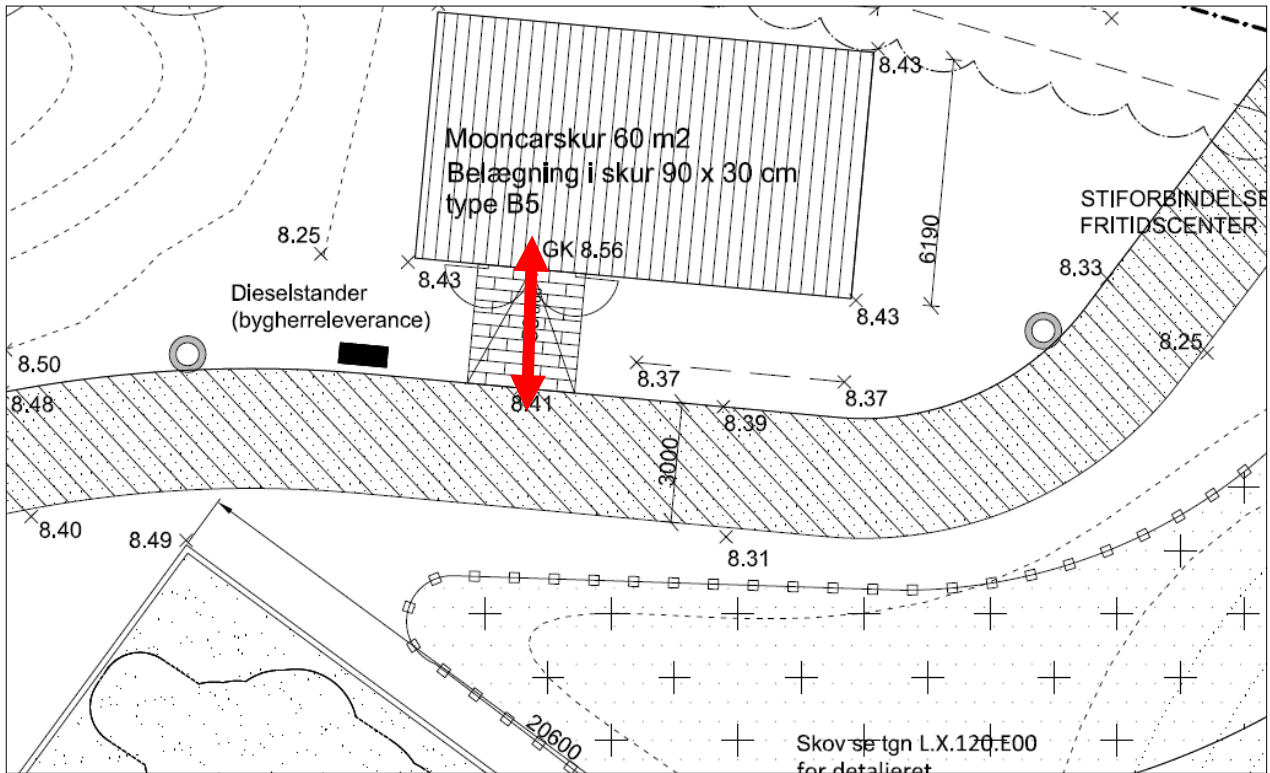 8.43
Mooncarskur 60 m2
Belægning i skur 90 x 30 cm
type B5
STIFORBINDELSE
FRITIDSCENTER
6190
8.25
GK 8.56
8.43
8.33
Dieselstander
(bygherreleverance)
8.43
8.50
8.25
8.37
8.37
8.48
8.41
8.39
3000
8.40
8.49
8.31
20600
Skov se tgn L.X.120.E00
for detaljeret